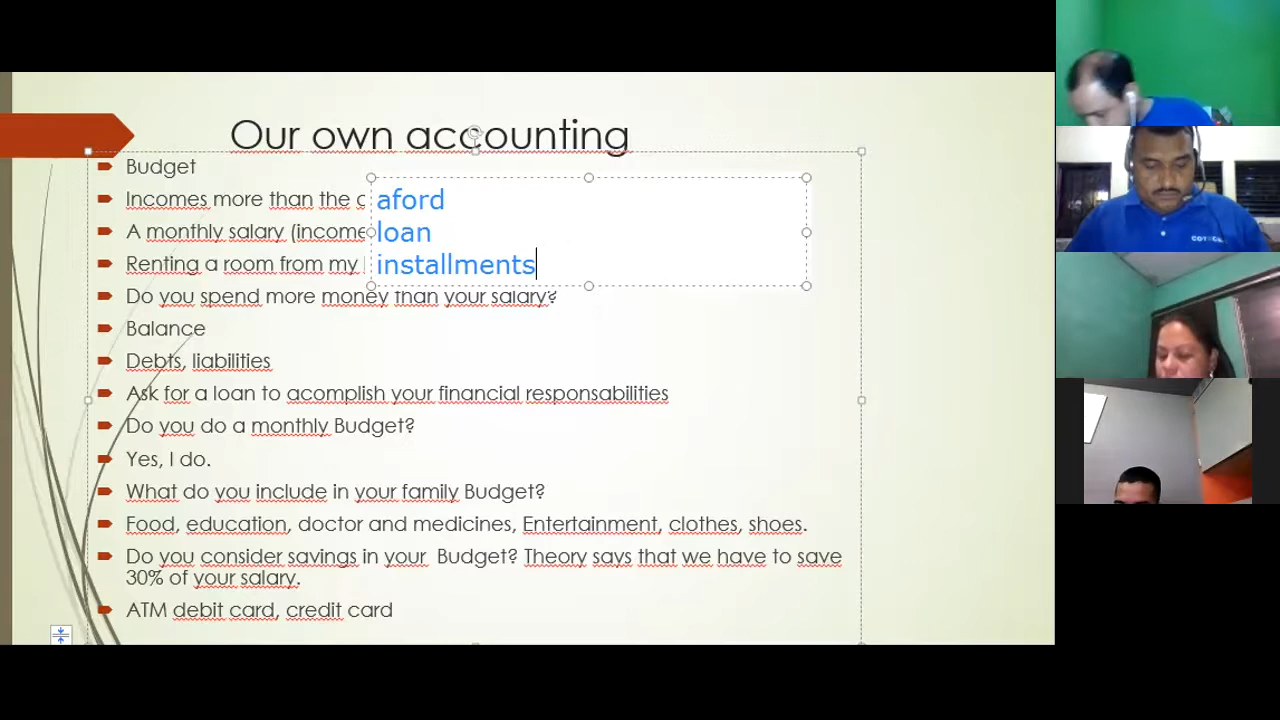 Our own accounting
Budget
Incomes more than the
A monthly salary (income
Renting a room from my
aford
loan
installments
Do you spend more money than your salary?
Balance
Debts, liabilities
Ask for a loan to acomplish your financial responsabilities
Do you do a monthly Budget?
Yes, I do.
What do you include in your family Budget?
Food, education, doctor and medicines, Entertainment, clothes, shoes.
Do you consider savings in your Budget? Theory says that we have to save
30% of your salary.
ATM debit card, credit card